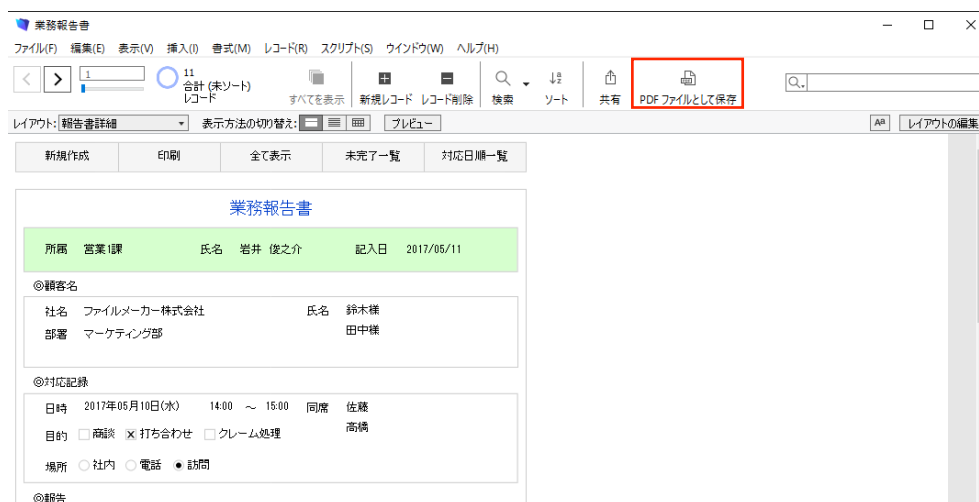 業務報告書
ファイル(F) 編集(E) 表示(V) 挿入(I) 書式(M) レコード(R) スクリプト(S) ウインドウ(W) ヘルプ(H)
1
11
合計 (未ソート)
レコード
すべてを表示 新規レコード レコード削除 検索 ソート 共有 PDF ファイルとして保存
レイアウト: 報告書詳細 表示方法の切り替え: プレビュー Aª レイアウトの編集
新規作成 印刷 全て表示 未完了一覧 対応日順一覧
業務報告書
所属 営業1課 氏名 岩井 俊之介 記入日 2017/05/11
◎顧客名
社名 ファイルメーカー株式会社 氏名 鈴木様
部署 マーケティング部 田中様
◎対応記録
日時 2017年05月10日(水) 14:00 ～ 15:00 同席 佐藤
高橋
目的 商談 打ち合わせ クレーム処理
場所 社内 電話 訪問
◎報告